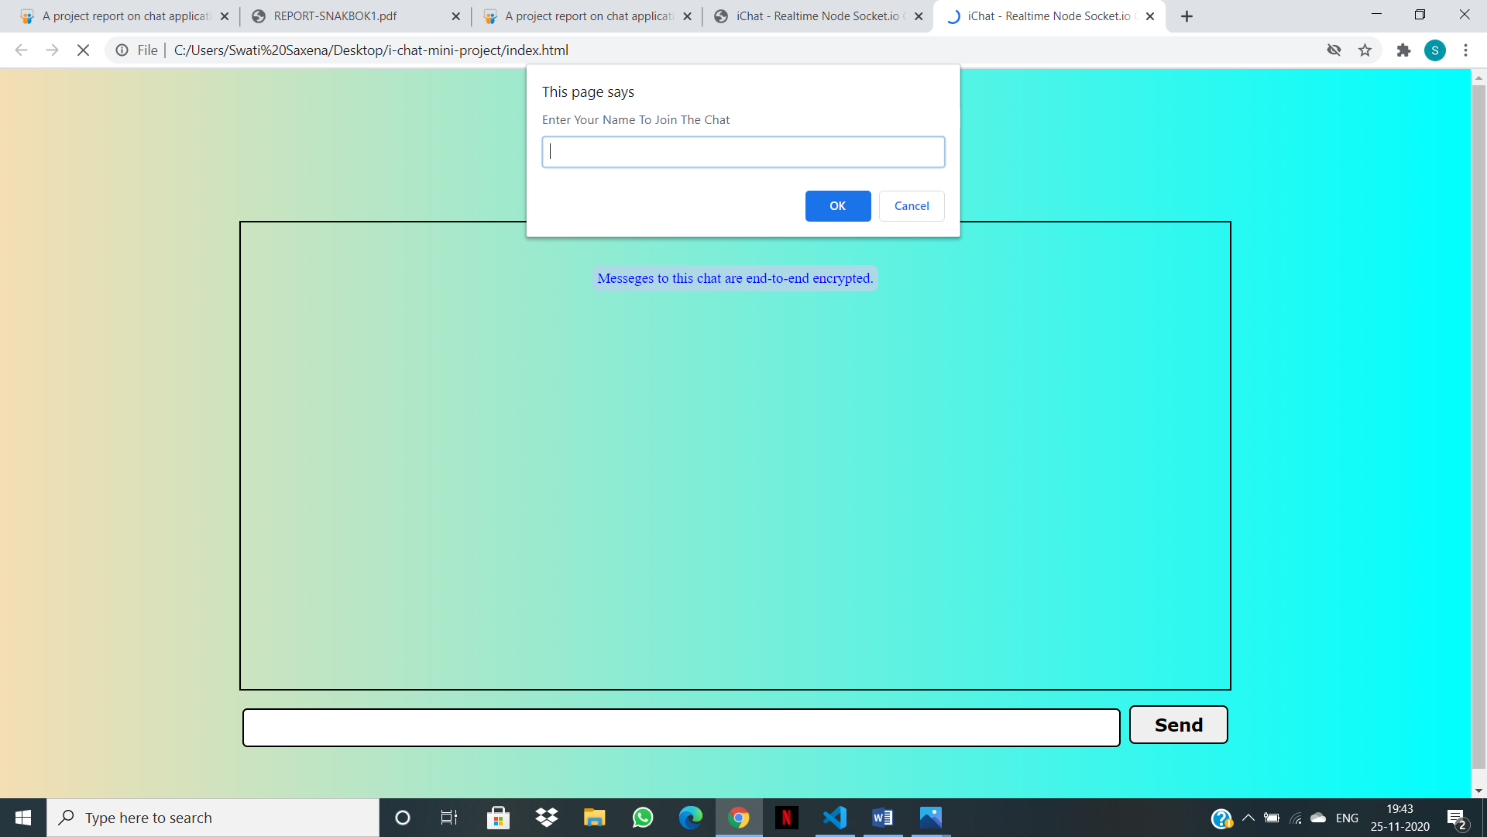 A project report on chat applicati
REPORT-SNAKBOK1.pdf
A project report on chat applicati
iChat - Realtime Node Socket.io
iChat - Realtime Node Socket.io
File
C:/Users/Swati%20Saxena/Desktop/i-chat-mini-project/index.html
S
This page says
Enter Your Name To Join The Chat
OK
Cancel
Messeges to this chat are end-to-end encrypted.
Send
Type here to search
N
W
ENG
19:43
25-11-2020
2